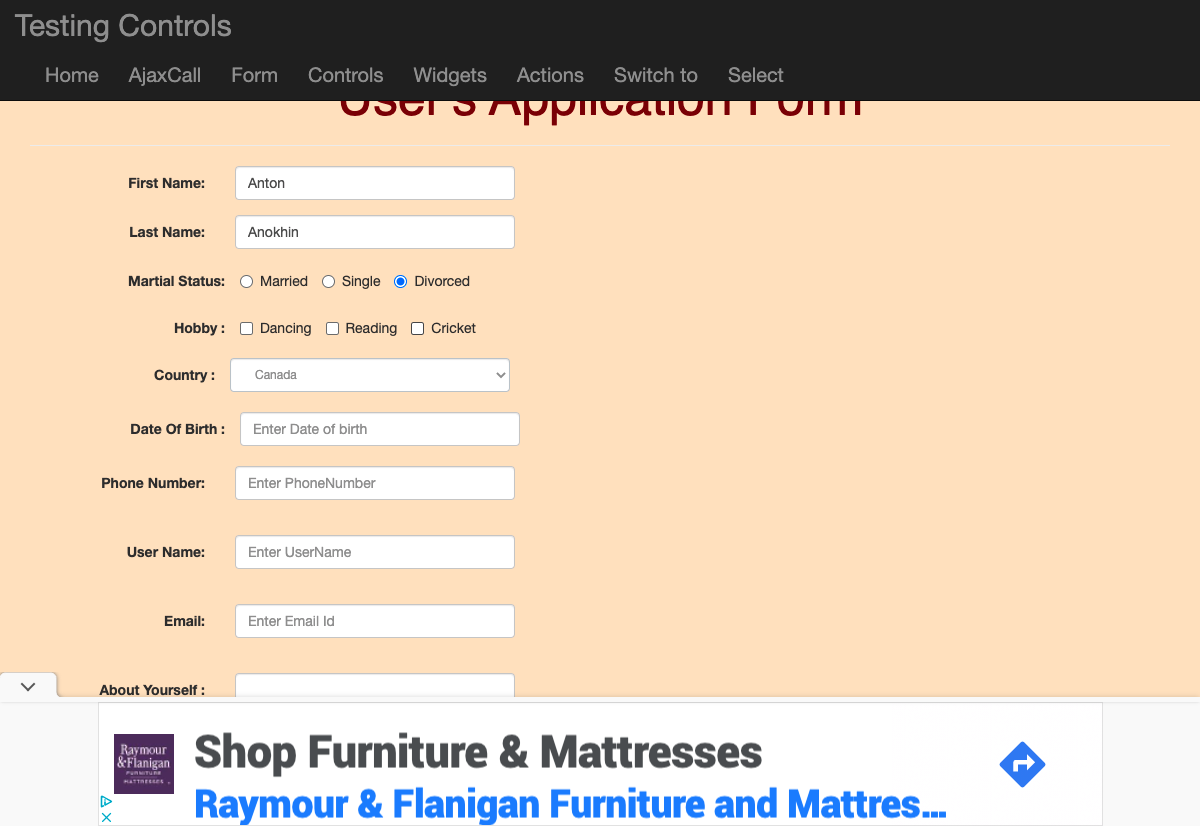 Testing Controls
Home AjaxCall Form Controls Widgets Actions Switch to Select
User's Application Form
First Name: Anton
Last Name: Anokhin
Martial Status: Married Single Divorced
Hobby : Dancing Reading Cricket
Country : Canada
Date Of Birth : Enter Date of birth
Phone Number: Enter PhoneNumber
User Name: Enter UserName
Email: Enter Email Id
About Yourself :
Raymour
&Flanigan
FURNITURE
MATTRESSES
Shop Furniture & Mattresses
Raymour & Flanigan Furniture and Mattres...